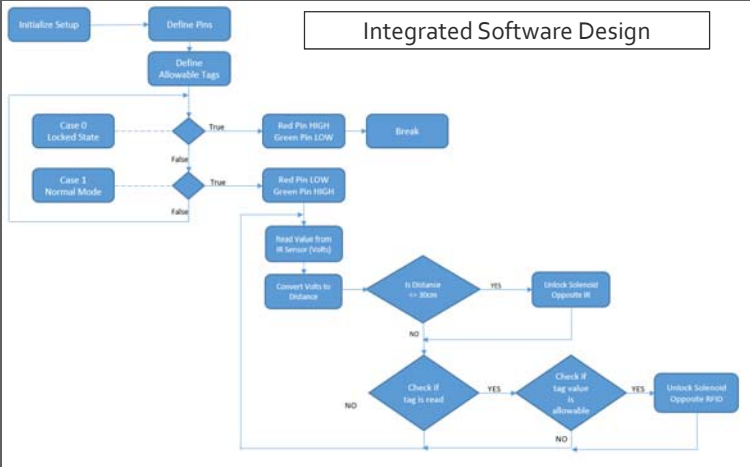 Integrated Software Design
Initialize Setup
Define Pins
Define
Allowable Tags
Case 0
Locked State
True
Red Pin HIGH
Green Pin LOW
Break
False
Case 1
Normal Mode
True
Red Pin LOW
Green Pin HIGH
False
Read Value from
IR Sensor (Volts)
Convert Volts to
Distance
Is Distance
<= 30cm
YES
Unlock Solenoid
Opposite IR
NO
Check if
tag is read
YES
Check if
tag value
is
allowable
YES
Unlock Solenoid
Opposite RFID
NO
NO